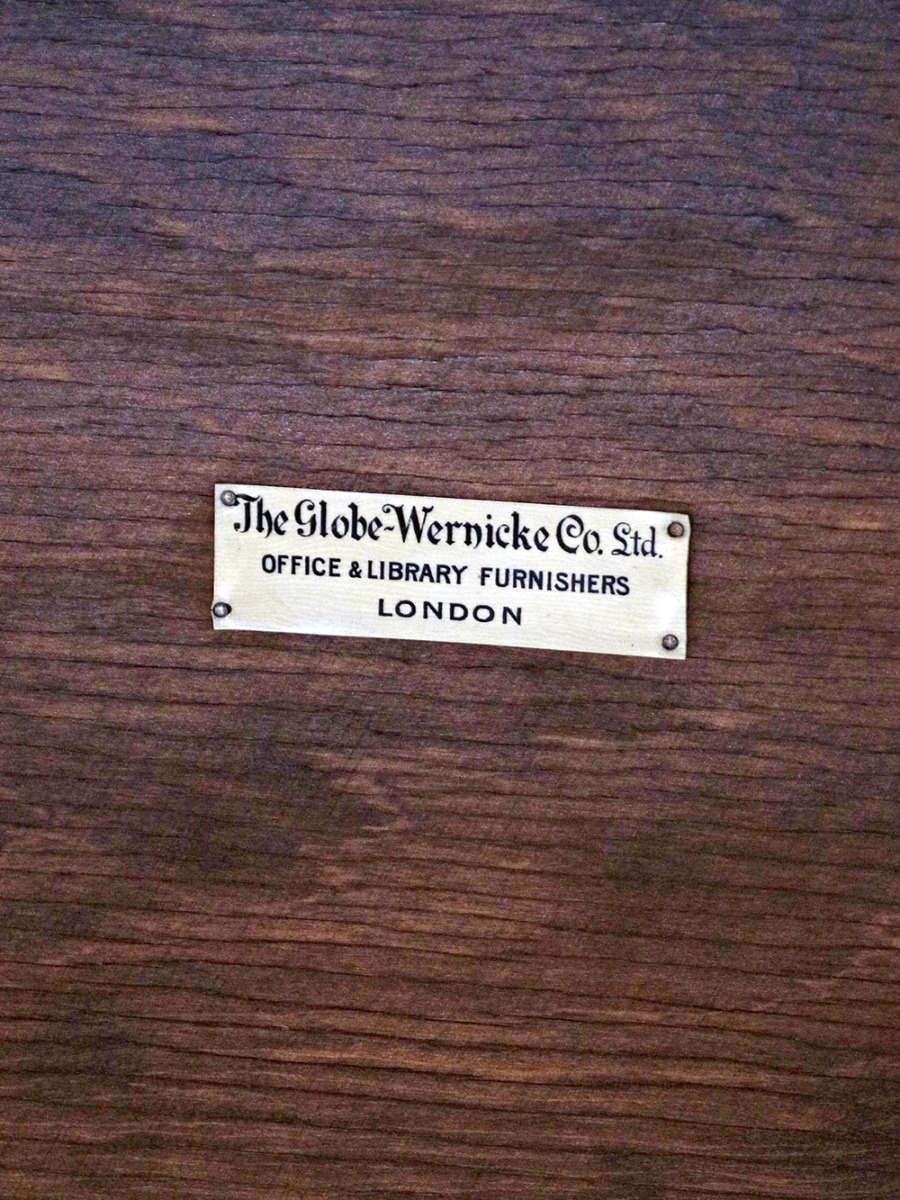 The Globe-Wernicke Co. Ltd.
OFFICE & LIBRARY FURNISHERS
LONDON